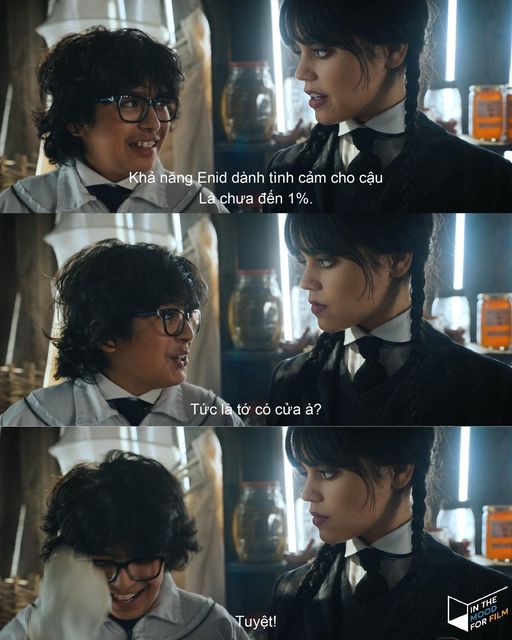 Khả năng Enid dành tình cảm cho cậu
Là chưa đến 1%.
Tức là tớ có cửa à?
Tuyệt!
IN THE
MOOD
FOR FILM